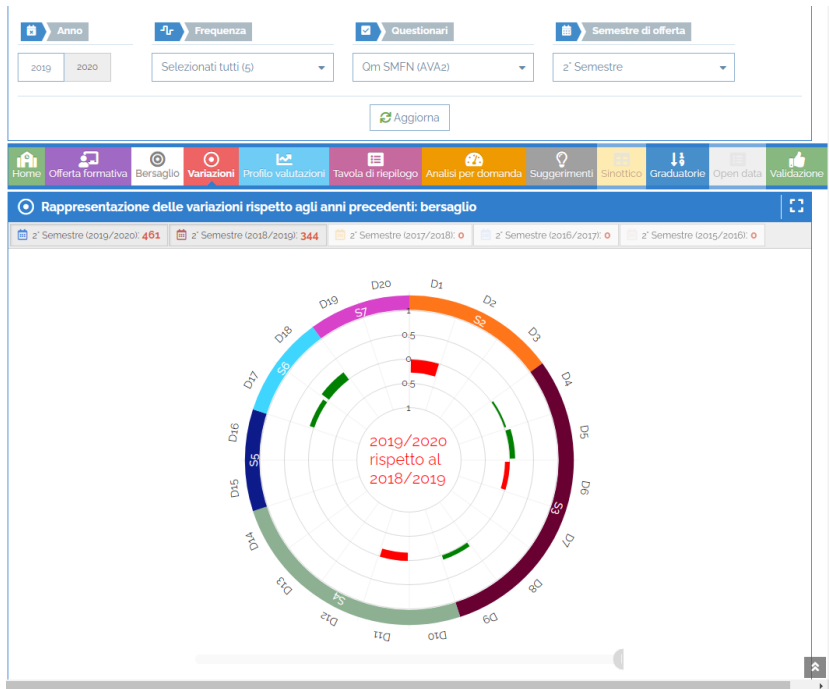 Anno
Frequenza
Questionari
Semestre di offerta
2019
2020
Selezionati tutti (5)
Qm SMFN (AVA2)
2° Semestre
Aggiorna
Home
Offerta formativa
Bersaglio
Variazioni
Profilo valutazioni
Tavola di riepilogo
Analisi per domanda
Suggerimenti
Sinottico
Graduatorie
Open data
Validazione
Rappresentazione delle variazioni rispetto agli anni precedenti: bersaglio
2° Semestre (2019/2020): 461
2° Semestre (2018/2019): 344
2° Semestre (2017/2018): 0
2° Semestre (2016/2017): 0
2° Semestre (2015/2016): 0
D1
D2
D3
D4
D5
D6
D7
D8
D9
D10
D11
D12
D13
D14
D15
D16
D17
D18
D19
D20
S2
S3
S4
S5
S6
S7
1
0.5
0
0.5
1
2019/2020
rispetto al
2018/2019